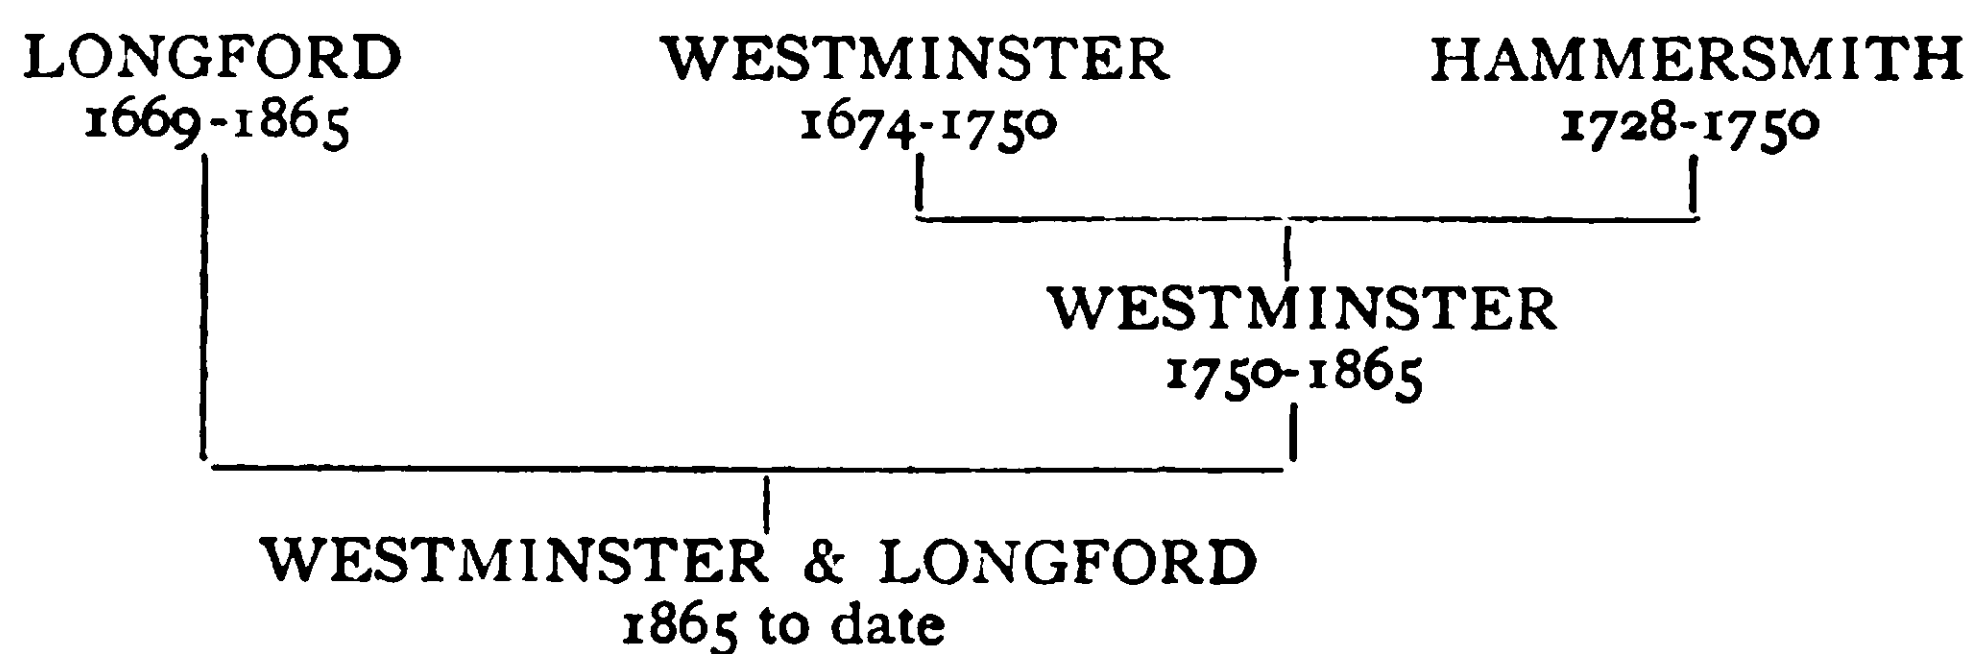 LONGFORD WESTMINSTER HAMMERSMITH
1669-1865 1674-1750 1728-1750
WESTMINSTER
1750-1865
WESTMINSTER & LONGFORD
1865 to date